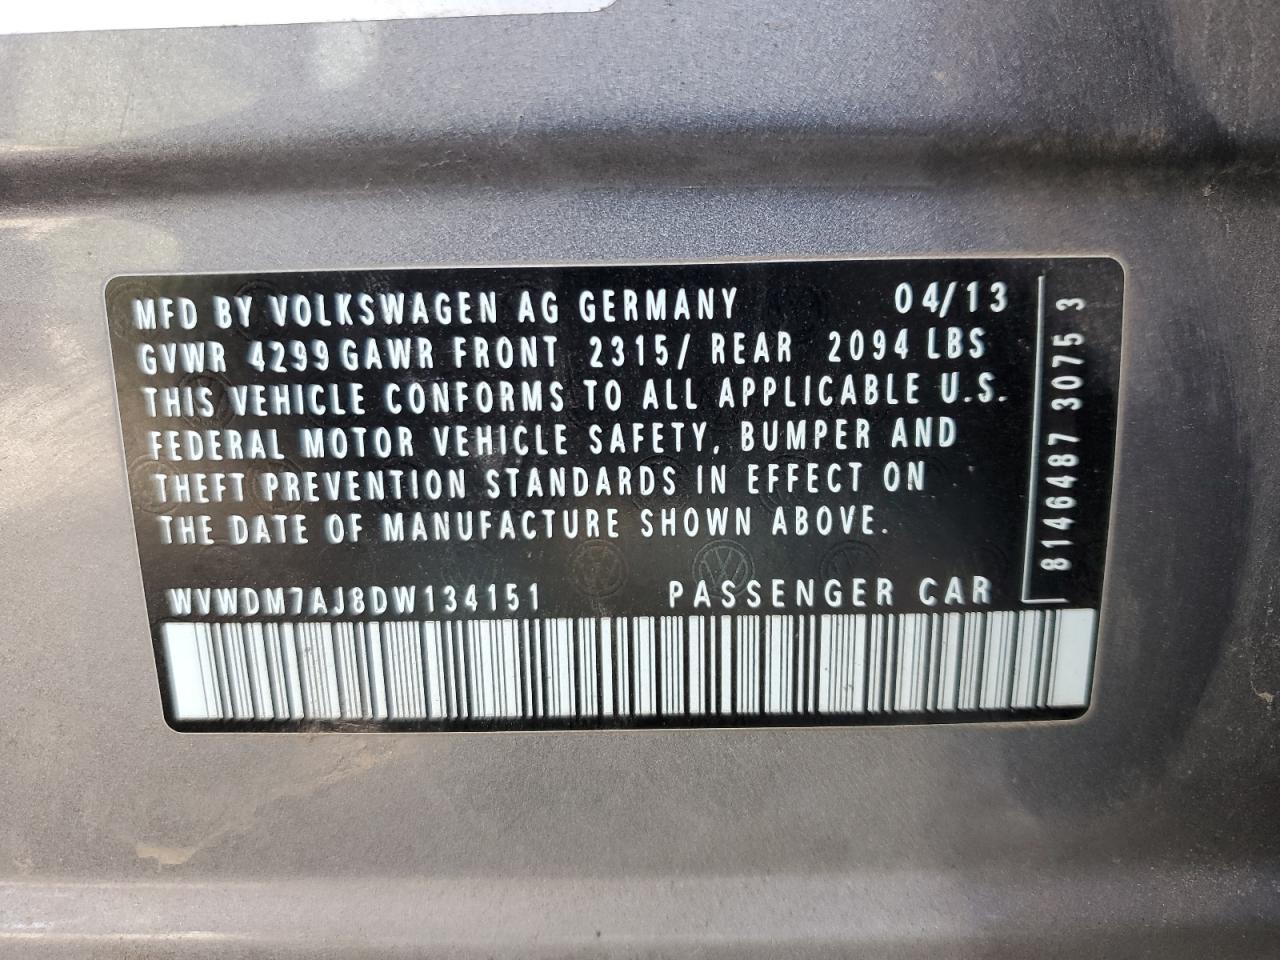 MFD BY VOLKSWAGEN AG GERMANY 04/13
GVWR 4299 GAWR FRONT 2315/ REAR 2094 LBS
THIS VEHICLE CONFORMS TO ALL APPLICABLE U.S.
FEDERAL MOTOR VEHICLE SAFETY, BUMPER AND
THEFT PREVENTION STANDARDS IN EFFECT ON
THE DATE OF MANUFACTURE SHOWN ABOVE.
WVWDM7AJ8DW134151 PASSENGER CAR
8146487 3075 3